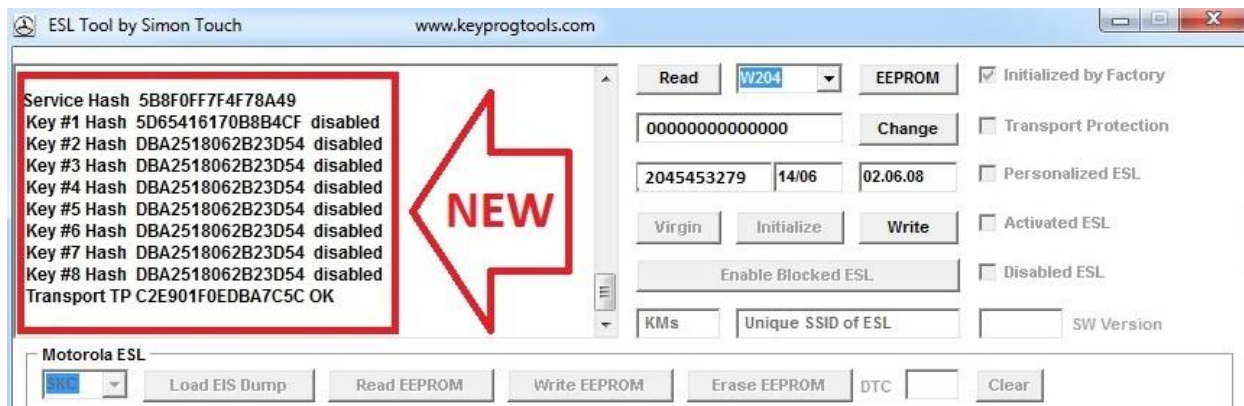 ESL Tool by Simon Touch www.keyprogtools.com
Service Hash 5B8F0FF7F4F78A49
Key #1 Hash 5D65416170B8B4CF disabled
Key #2 Hash DBA2518062B23D54 disabled
Key #3 Hash DBA2518062B23D54 disabled
Key #4 Hash DBA2518062B23D54 disabled
Key #5 Hash DBA2518062B23D54 disabled
Key #6 Hash DBA2518062B23D54 disabled
Key #7 Hash DBA2518062B23D54 disabled
Key #8 Hash DBA2518062B23D54 disabled
Transport TP C2E901F0EDBA7C5C OK
NEW
Read W204 EEPROM Initialized by Factory
00000000000000 Change Transport Protection
2045453279 14/06 02.06.08 Personalized ESL
Virgin Initialize Write Activated ESL
Enable Blocked ESL Disabled ESL
KMs Unique SSID of ESL SW Version
Motorola ESL
SKC Load EIS Dump Read EEPROM Write EEPROM Erase EEPROM DTC Clear